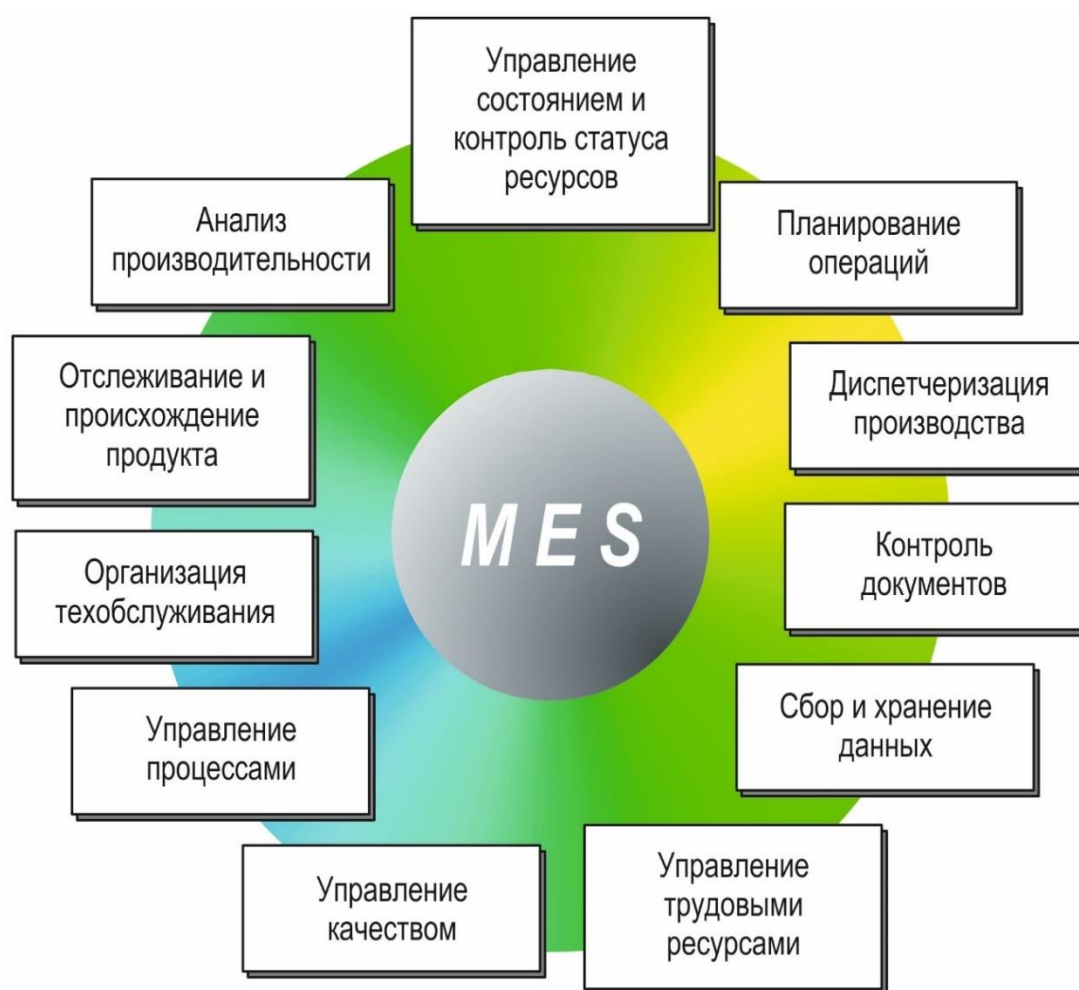 Управление
состоянием и
контроль статуса
ресурсов
Планирование
операций
Диспетчеризация
производства
Контроль
документов
Сбор и хранение
данных
Управление
трудовыми
ресурсами
Управление
качеством
Управление
процессами
Организация
техобслуживания
Отслеживание и
происхождение
продукта
Анализ
производительности
MES